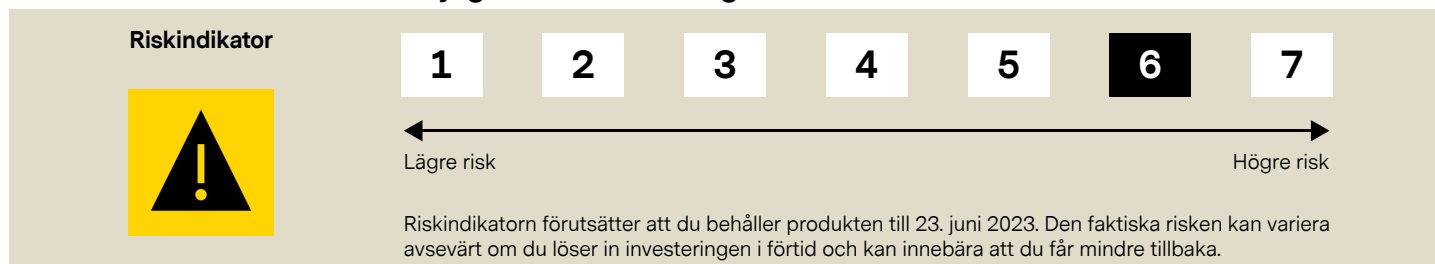 Riskindikator
1 2 3 4 5 6 7
Lägre risk Högre risk
Riskindikatorn förutsätter att du behåller produkten till 23. juni 2023. Den faktiska risken kan variera
avsevärt om du löser in investeringen i förtid och kan innebära att du får mindre tillbaka.